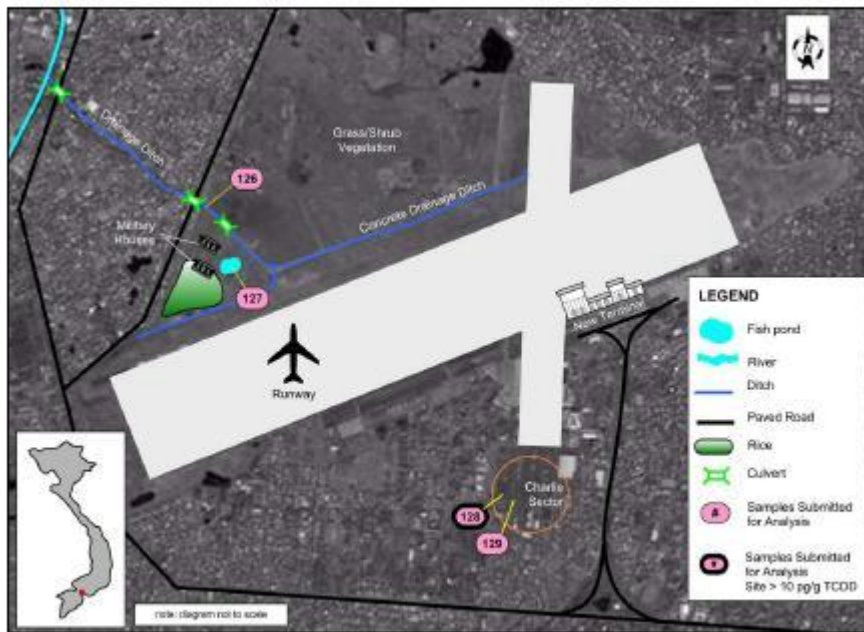 N
Grass/Shrub
Vegetation
Drainage Ditch
126
Concrete Drainage Ditch
Military
Houses
127
New Terminal
Runway
Charlie
Sector
128
129
note: diagram not to scale
LEGEND
Fish pond
River
Ditch
Paved Road
Rice
Culvert
#
Samples Submitted
for Analysis
Samples Submitted
for Analysis
Site > 10 pg/g TCDD